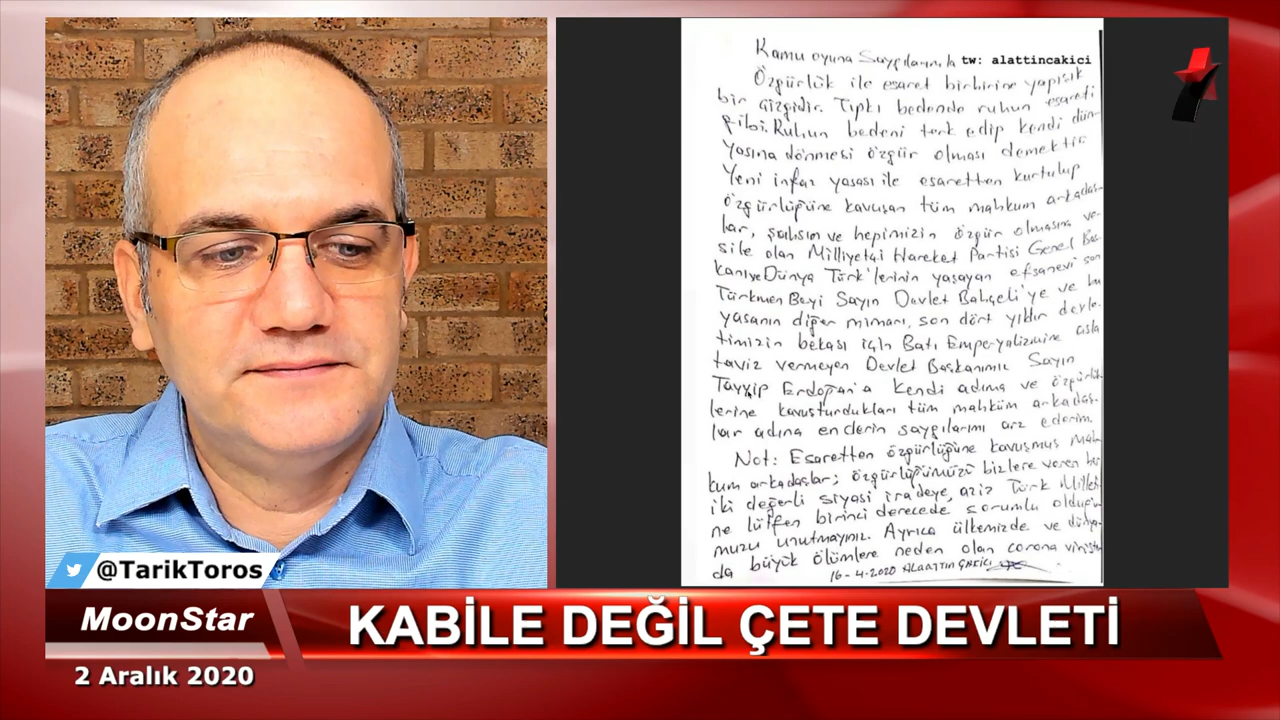 Kamu oyuna Saygılarımla tw: alattincakici
Özgürlük ile esaret birbirine yapışık
bir çizgidir. Tıpkı bedende ruhun esareti
gibi. Ruhun bedeni terk edip kendi dün-
yasına dönmesi özgür olması demektir.
Yeni infaz yasası ile esaretten kurtulup
özgürlüğüne kavuşan tüm mahkum arkadaş-
lar, şahsım ve hepimizin özgür olmasına ve-
sile olan Milliyetçi Hareket Partisi Genel Baş-
kanı ve Dünya Türk'lerinin yaşayan efsanevi son
Türkmen Beyi Sayın Devlet Bahçeli'ye ve bu
yasanın diğer mimarı, son dört yıldır devle-
timizin bekası için Batı Emperyalizmine asla
taviz vermeyen Devlet Başkanımız Sayın
Tayyip Erdoğan'a kendi adıma ve özgürlük
lerine kavuşturdukları tüm mahküm arkadaş-
lar adına en derin saygılarımı arz ederim.
Not: Esaretten özgürlüğüne kavuşmuş mah-
kum arkadaşlar; özgürlüğümüzü bizlere veren her
iki değerli siyasi iradeye, aziz Türk Milleti-
ne lütfen birinci derecede sorumlu olduğu
muzu unutmayınız. Ayrıca ülkemizde ve dünya-
da büyük ölümlere neden olan corona virüsü
16-4-2020 ALAATTİN ÇAKICI
@TarikToros
MoonStar
KABİLE DEĞİL ÇETE DEVLETİ
2 Aralık 2020